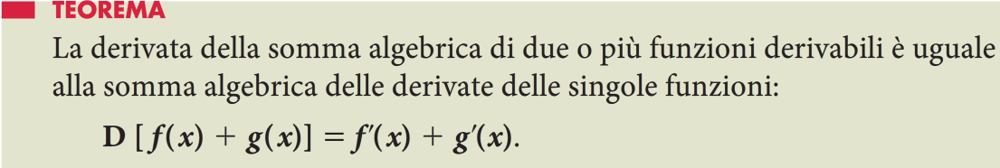 TEOREMA
La derivata della somma algebrica di due o più funzioni derivabili è uguale
alla somma algebrica delle derivate delle singole funzioni:
D [f(x) + g(x)] = f′(x) + g′(x).